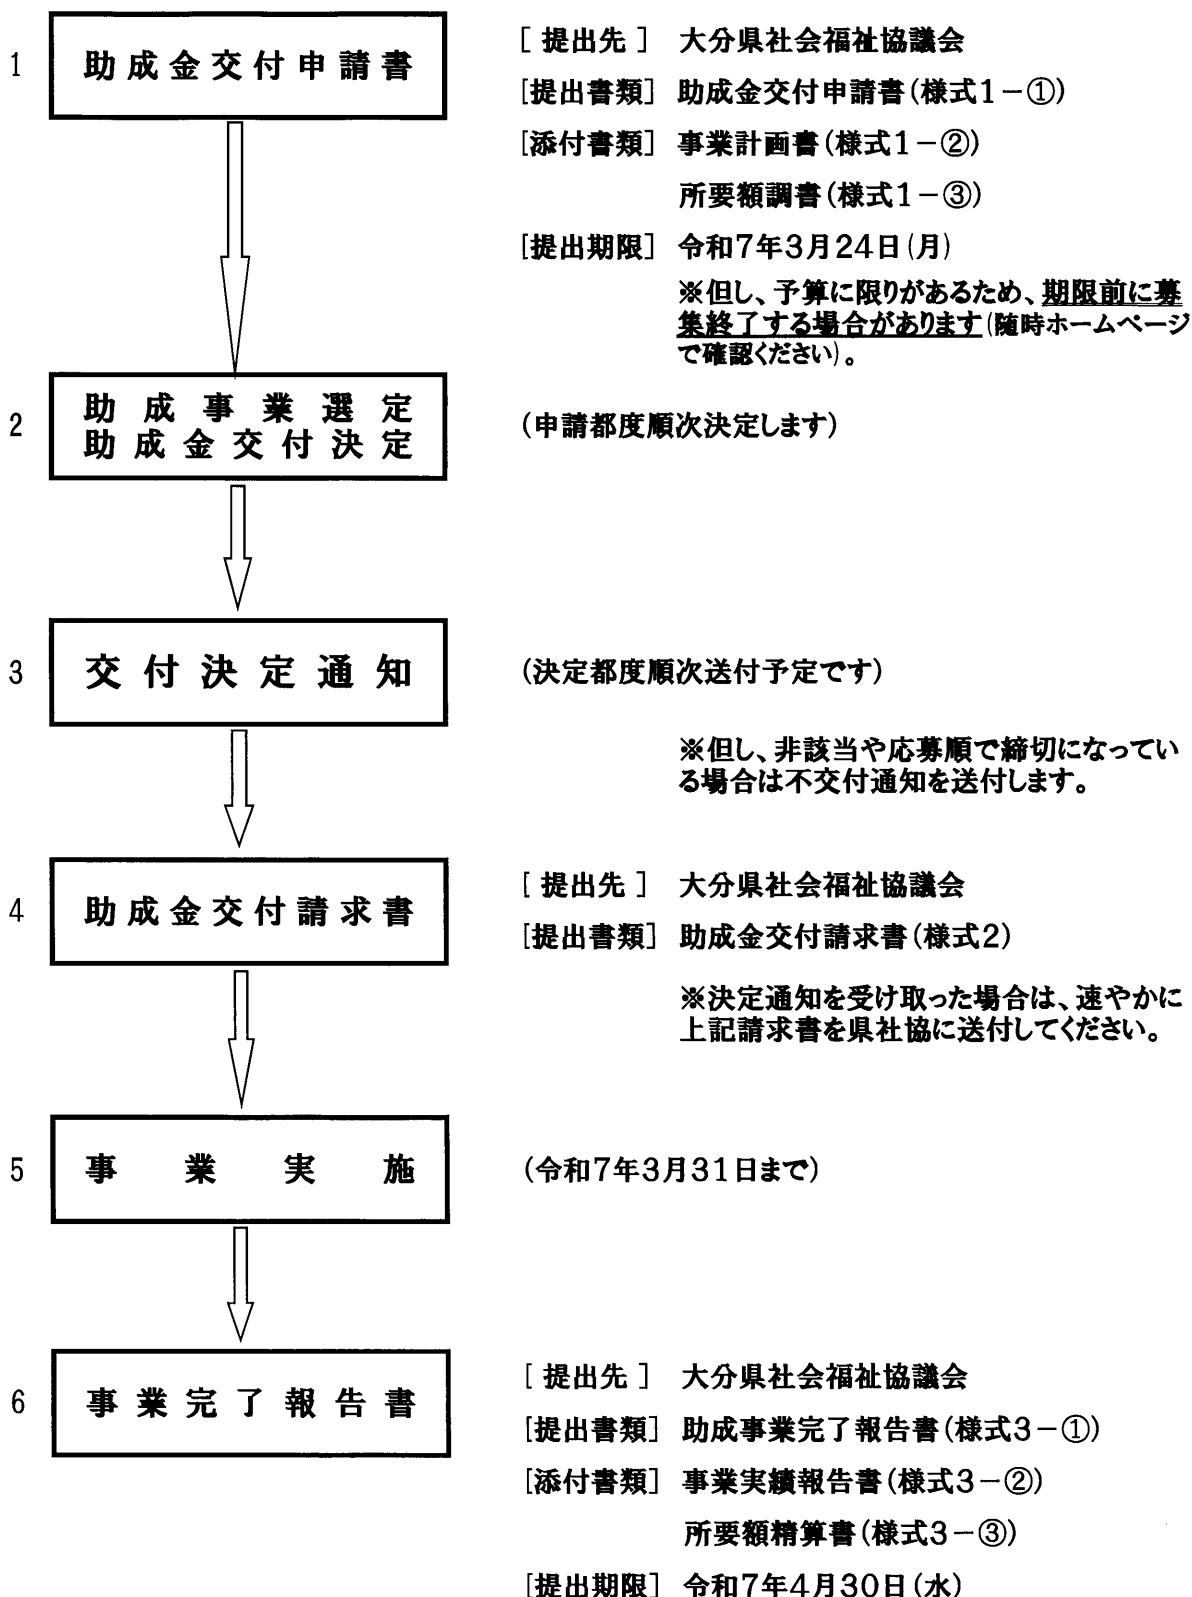 1 助成金交付申請書
[ 提出先 ] 大分県社会福祉協議会
[提出書類] 助成金交付申請書(様式1-①)
[添付書類] 事業計画書(様式1-②)
所要額調書(様式1-③)
[提出期限] 令和7年3月24日(月)
※但し、予算に限りがあるため、期限前に募
集終了する場合があります(随時ホームページ
で確認ください)。
2 助成事業選定
助成金交付決定
(申請都度順次決定します)
3 交付決定通知
(決定都度順次送付予定です)
※但し、非該当や応募順で締切になってい
る場合は不交付通知を送付します。
4 助成金交付請求書
[ 提出先 ] 大分県社会福祉協議会
[提出書類] 助成金交付請求書(様式2)
※決定通知を受け取った場合は、速やかに
上記請求書を県社協に送付してください。
5 事業実施
(令和7年3月31日まで)
6 事業完了報告書
[ 提出先 ] 大分県社会福祉協議会
[提出書類] 助成事業完了報告書(様式3-①)
[添付書類] 事業実績報告書(様式3-②)
所要額精算書(様式3-③)
[提出期限] 令和7年4月30日(水)